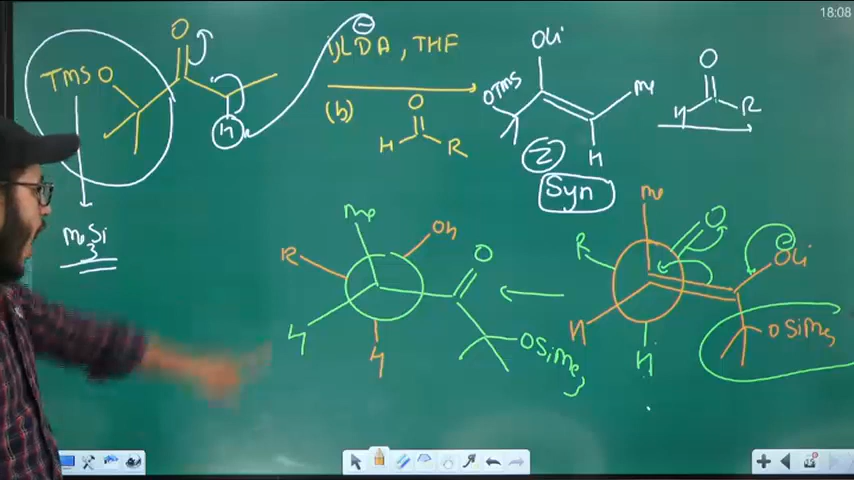 18:08
TMSO
O
H
Me3Si
i) LDA, THF
(b)
O
H
R
OLi
OTMS
Me
H
Z
Syn
O
H
R
Me
R
OH
O
H
H
OSiMe3
Me
O
R
OLi
H
H
OSiMe3